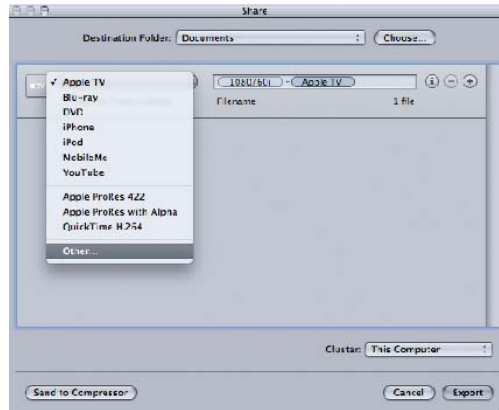 Share
Destination Folder: Documents Choose...
✓ Apple TV
Blu-ray
DVD
iPhone
iPod
MobileMe
YouTube
Apple ProRes 422
Apple ProRes with Alpha
QuickTime H.264
Other...
1080/60i - Apple TV
Filename 1 file
Cluster: This Computer
Send to Compressor Cancel Export